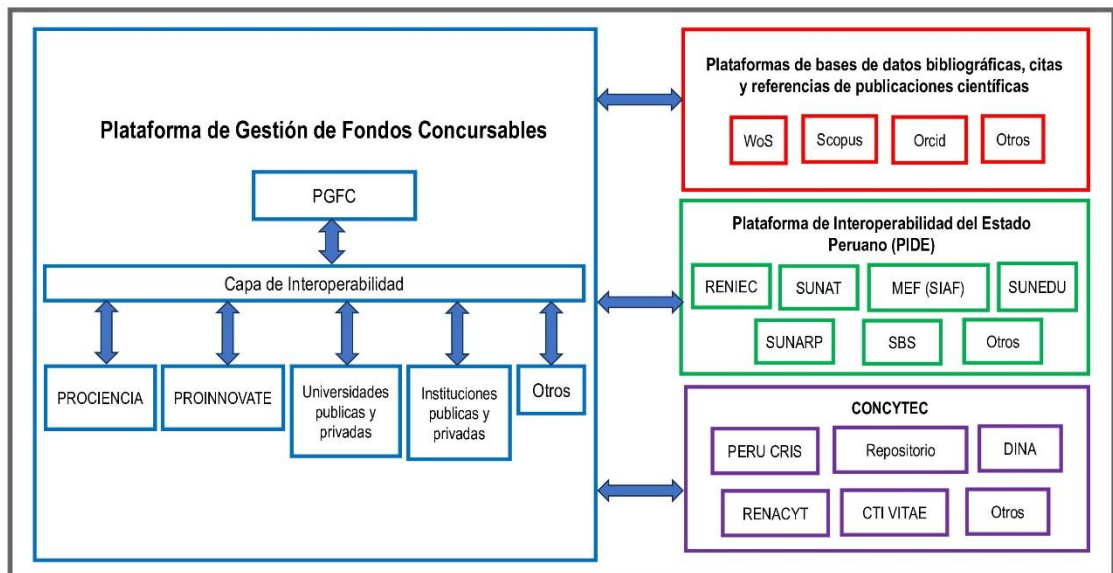 Plataforma de Gestión de Fondos Concursables
PGFC
Capa de Interoperabilidad
PROCIENCIA
PROINNOVATE
Universidades
publicas y
privadas
Instituciones
publicas y
privadas
Otros
Plataformas de bases de datos bibliográficas, citas
y referencias de publicaciones científicas
WoS
Scopus
Orcid
Otros
Plataforma de Interoperabilidad del Estado
Peruano (PIDE)
RENIEC
SUNAT
MEF (SIAF)
SUNEDU
SUNARP
SBS
Otros
CONCYTEC
PERU CRIS
Repositorio
DINA
RENACYT
CTI VITAE
Otros